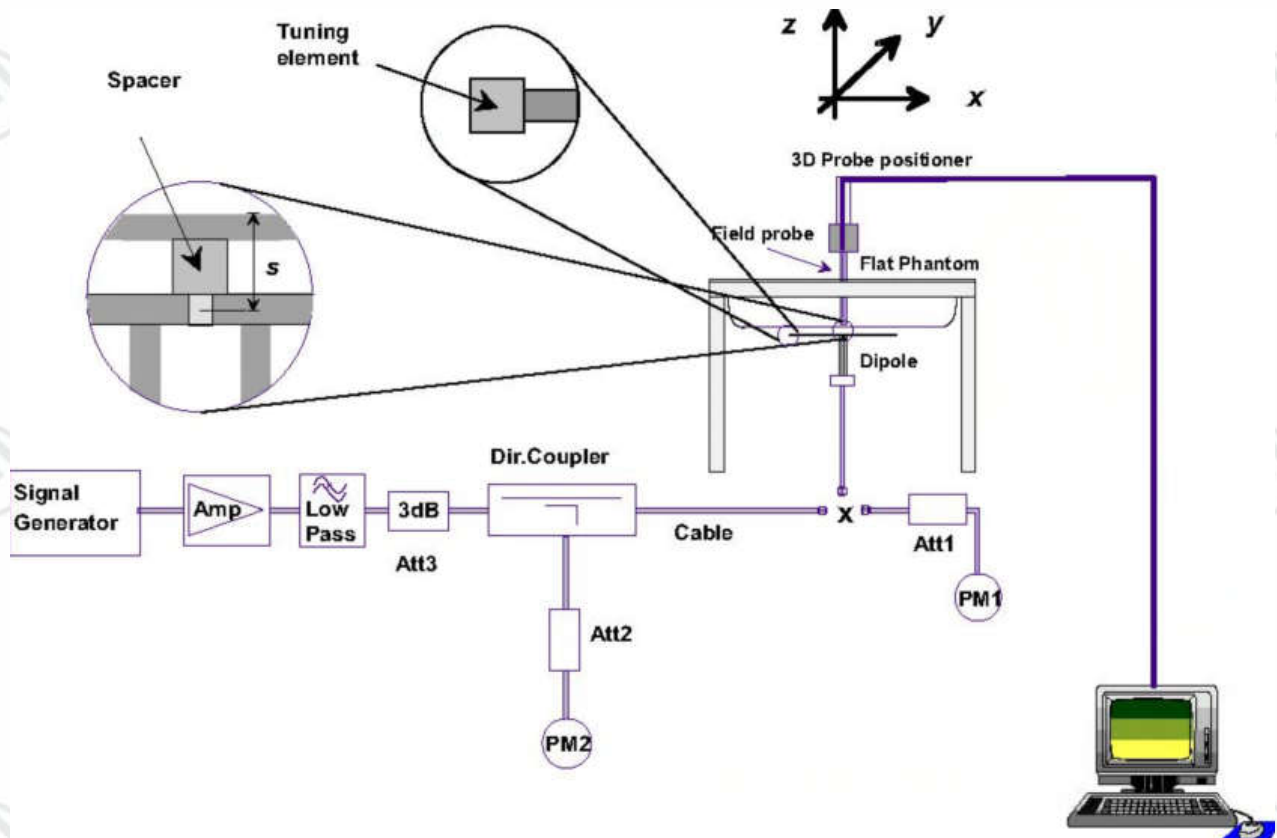 Tuning
element
Spacer
s
z
y
x
3D Probe positioner
Field probe
Flat Phantom
Dipole
Dir.Coupler
Signal
Generator
Amp
Low
Pass
3dB
Att3
Cable
x
Att1
PM1
Att2
PM2